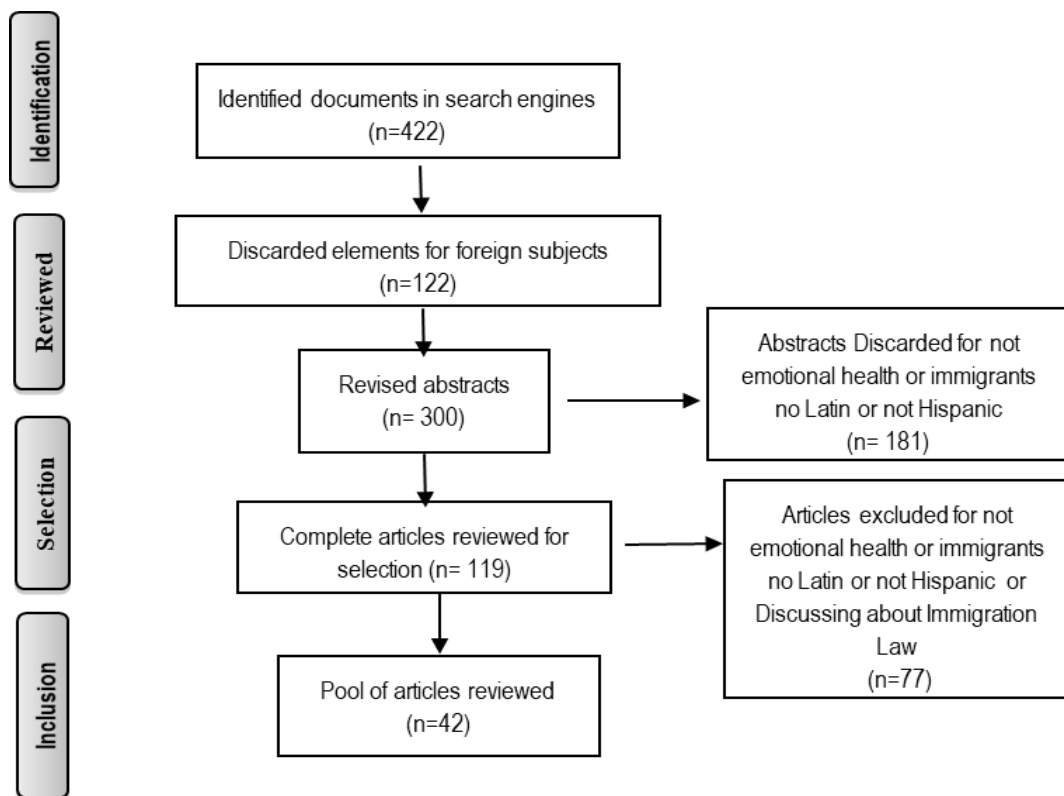 Identification
Identified documents in search engines
(n=422)
Reviewed
Discarded elements for foreign subjects
(n=122)
Revised abstracts
(n= 300)
Abstracts Discarded for not
emotional health or immigrants
no Latin or not Hispanic
(n= 181)
Selection
Complete articles reviewed for
selection (n= 119)
Articles excluded for not
emotional health or immigrants
no Latin or not Hispanic or
Discussing about Immigration
Law
(n=77)
Inclusion
Pool of articles reviewed
(n=42)